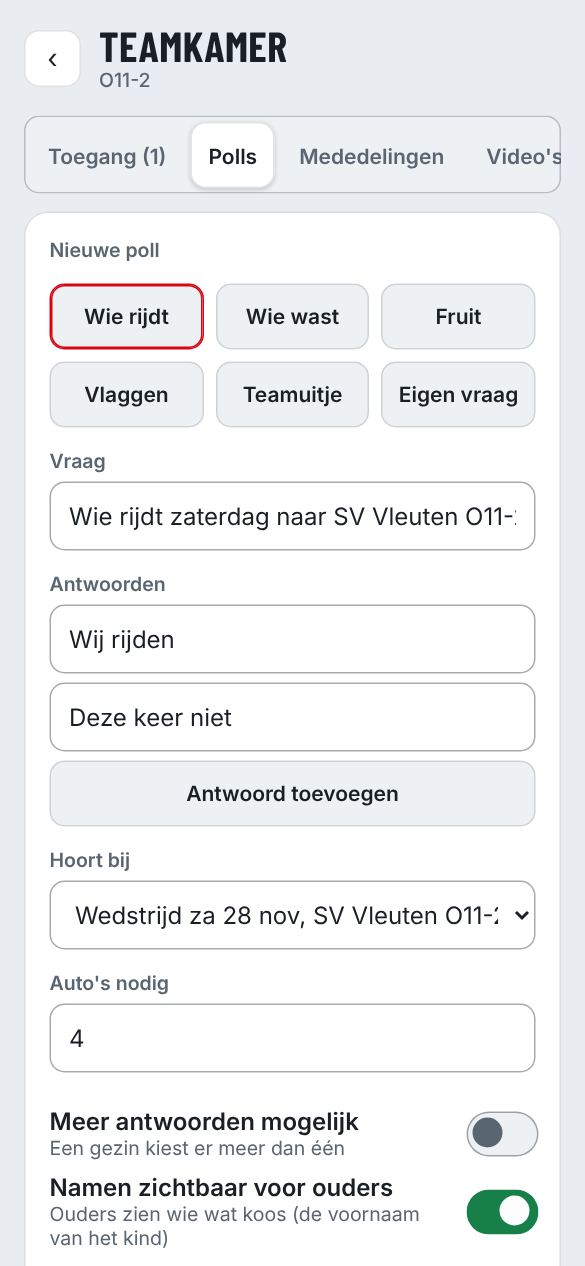 TEAMKAMER
O11-2
Toegang (1)
Polls
Mededelingen
Video's
Nieuwe poll
Wie rijdt
Wie wast
Fruit
Vlaggen
Teamuitje
Eigen vraag
Vraag
Wie rijdt zaterdag naar SV Vleuten O11-
Antwoorden
Wij rijden
Deze keer niet
Antwoord toevoegen
Hoort bij
Wedstrijd za 28 nov, SV Vleuten O11-2
Auto's nodig
4
Meer antwoorden mogelijk
Een gezin kiest er meer dan één
Namen zichtbaar voor ouders
Ouders zien wie wat koos (de voornaam
van het kind)